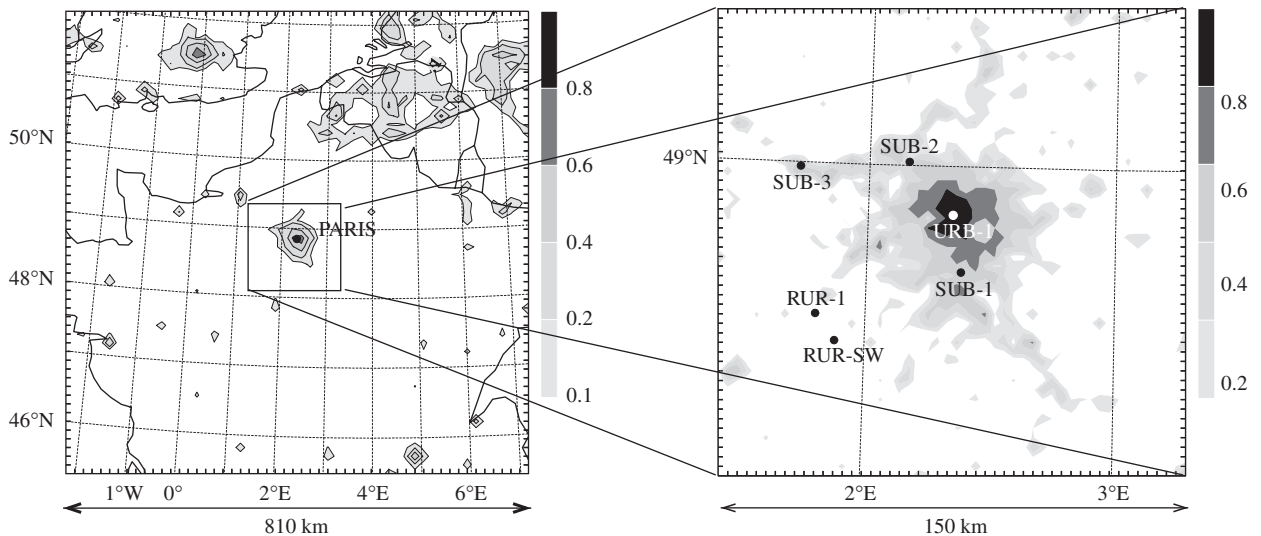 50°N
48°N
46°N
1°W 0° 2°E 4°E 6°E
810 km
PARIS
0.8
0.6
0.4
0.2
0.1
49°N
SUB-2
SUB-3
URB-1
SUB-1
RUR-1
RUR-SW
2°E 3°E
150 km
0.8
0.6
0.4
0.2